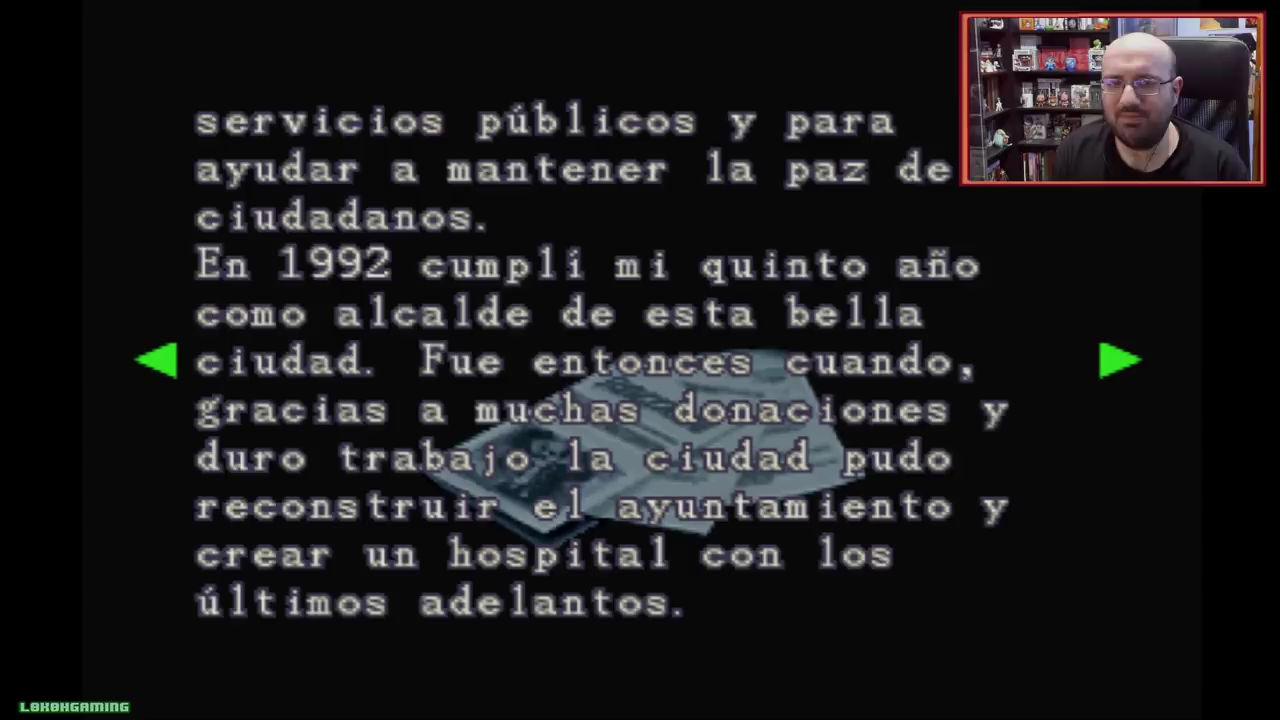 servicios públicos y para
ayudar a mantener la paz de
ciudadanos.
En 1992 cumplí mi quinto año
como alcalde de esta bella
ciudad. Fue entonces cuando,
gracias a muchas donaciones y
duro trabajo la ciudad pudo
reconstruir el ayuntamiento y
crear un hospital con los
últimos adelantos.
L0K0XGAMING